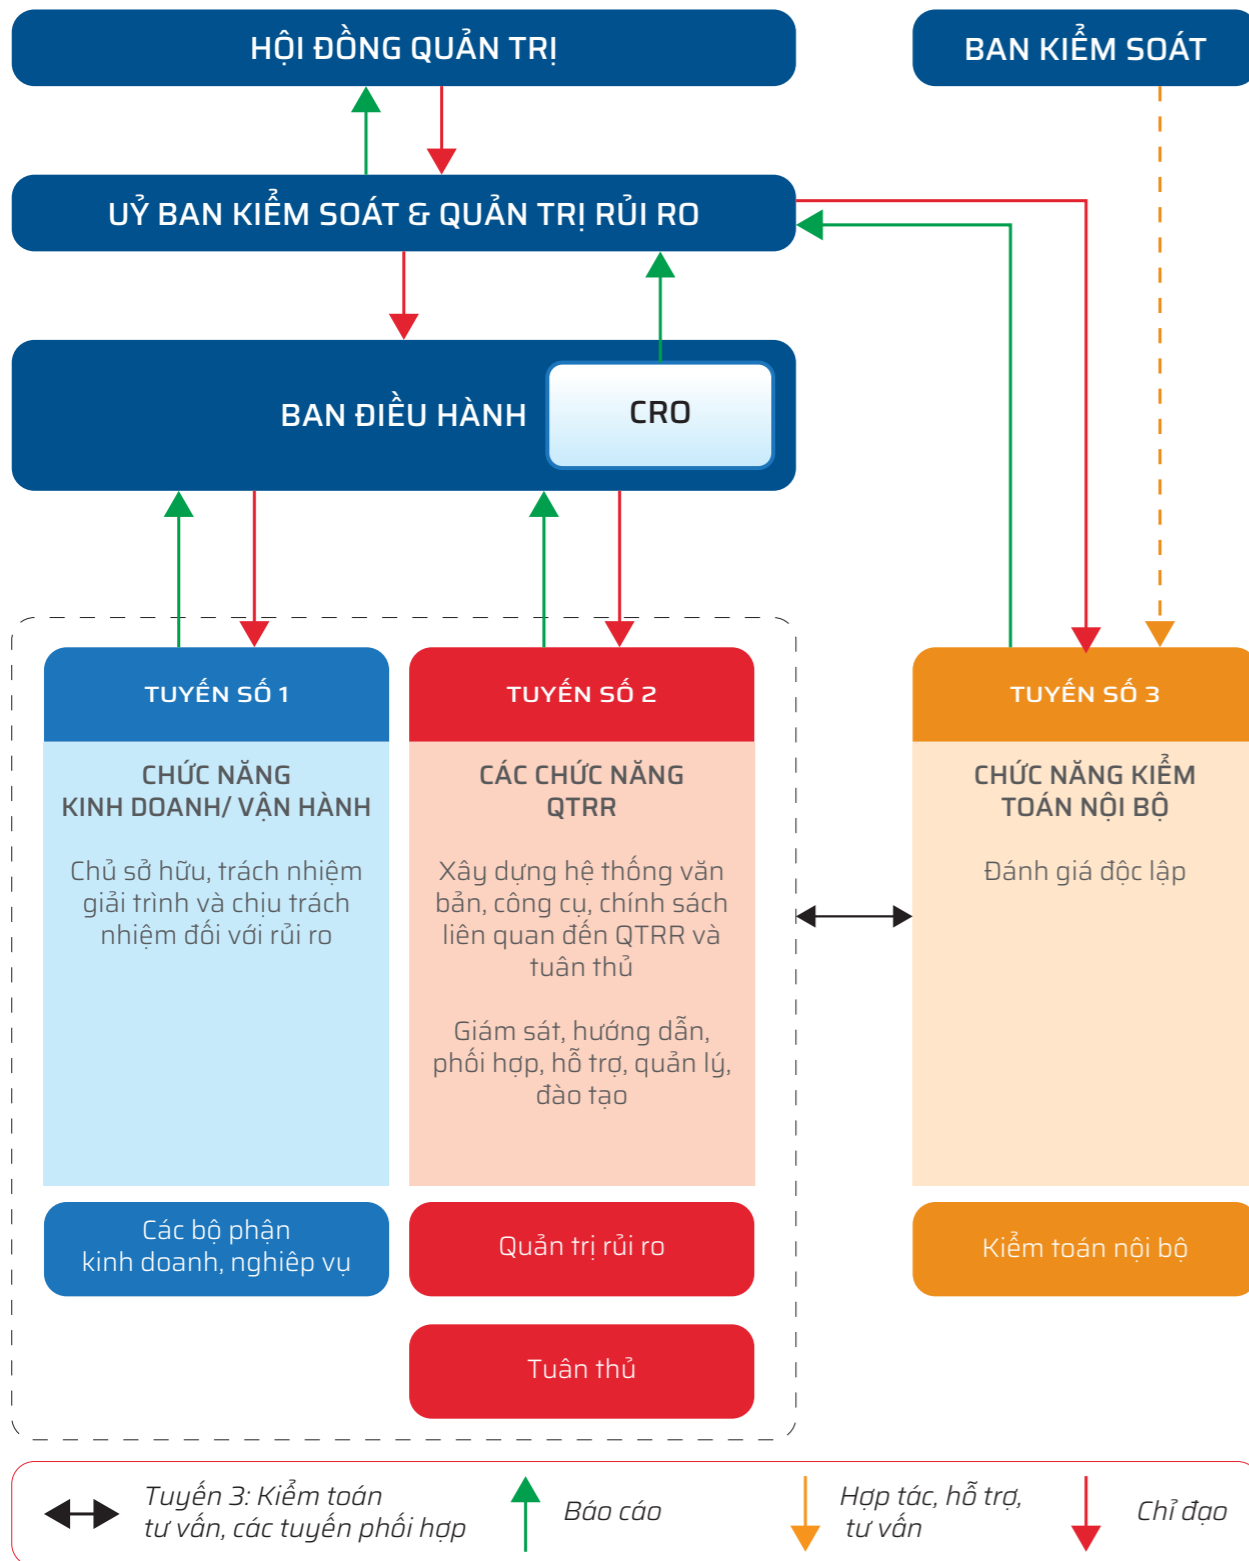 HỘI ĐỒNG QUẢN TRỊ
BAN KIỂM SOÁT
UỶ BAN KIỂM SOÁT & QUẢN TRỊ RỦI RO
BAN ĐIỀU HÀNH
CRO
TUYẾN SỐ 1
CHỨC NĂNG
KINH DOANH/ VẬN HÀNH
Chủ sở hữu, trách nhiệm
giải trình và chịu trách
nhiệm đối với rủi ro
Các bộ phận
kinh doanh, nghiêp vụ
TUYẾN SỐ 2
CÁC CHỨC NĂNG
QTRR
Xây dựng hệ thống văn
bản, công cụ, chính sách
liên quan đến QTRR và
tuân thủ
Giám sát, hướng dẫn,
phối hợp, hỗ trợ, quản lý,
đào tạo
Quản trị rủi ro
Tuân thủ
TUYẾN SỐ 3
CHỨC NĂNG KIỂM
TOÁN NỘI BỘ
Đánh giá độc lập
Kiểm toán nội bộ
Tuyến 3: Kiểm toán
tư vấn, các tuyến phối hợp
Báo cáo
Hợp tác, hỗ trợ,
tư vấn
Chỉ đạo